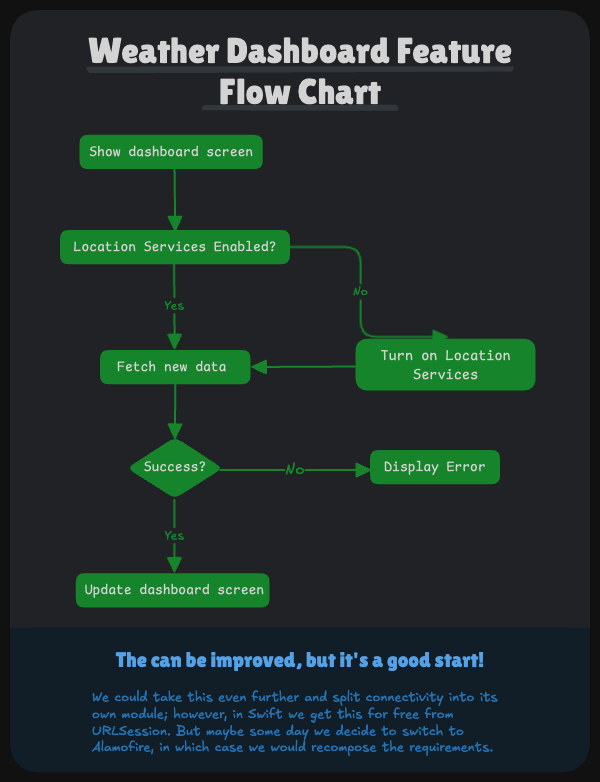 Weather Dashboard Feature
Flow Chart
Show dashboard screen
Location Services Enabled?
No
Yes
Turn on Location
Services
Fetch new data
Success?
No
Display Error
Yes
Update dashboard screen
The can be improved, but it's a good start!
We could take this even further and split connectivity into its
own module; however, in Swift we get this for free from
URLSession. But maybe some day we decide to switch to
Alamofire, in which case we would recompose the requirements.